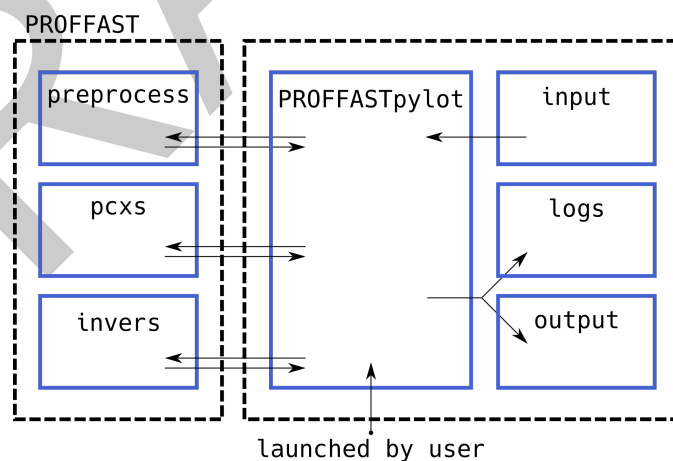 PROFFAST
preprocess
pcxs
invers
PROFFASTpylot
input
logs
output
launched by user